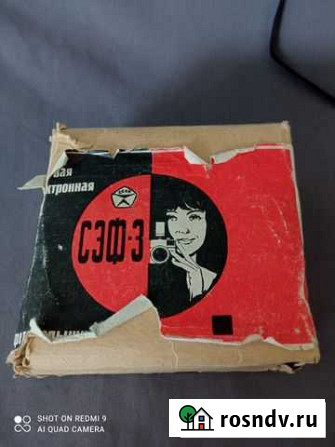 вая
ктронная
СЭФ-3
SHOT ON REDMI 9
AI QUAD CAMERA
rosndv.ru